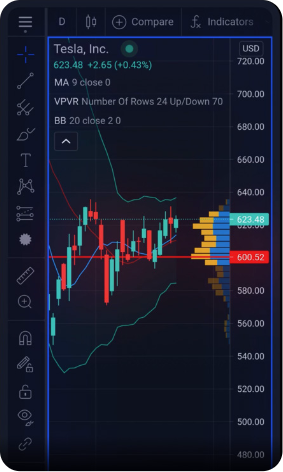 D Compare Indicators
Tesla, Inc. USD
623.48 +2.65 (+0.43%)
MA 9 close 0
VPVR Number Of Rows 24 Up/Down 70
BB 20 close 2 0
T
720.00
700.00
680.00
660.00
640.00
623.48
600.52
580.00
560.00
540.00
520.00
500.00
480.00